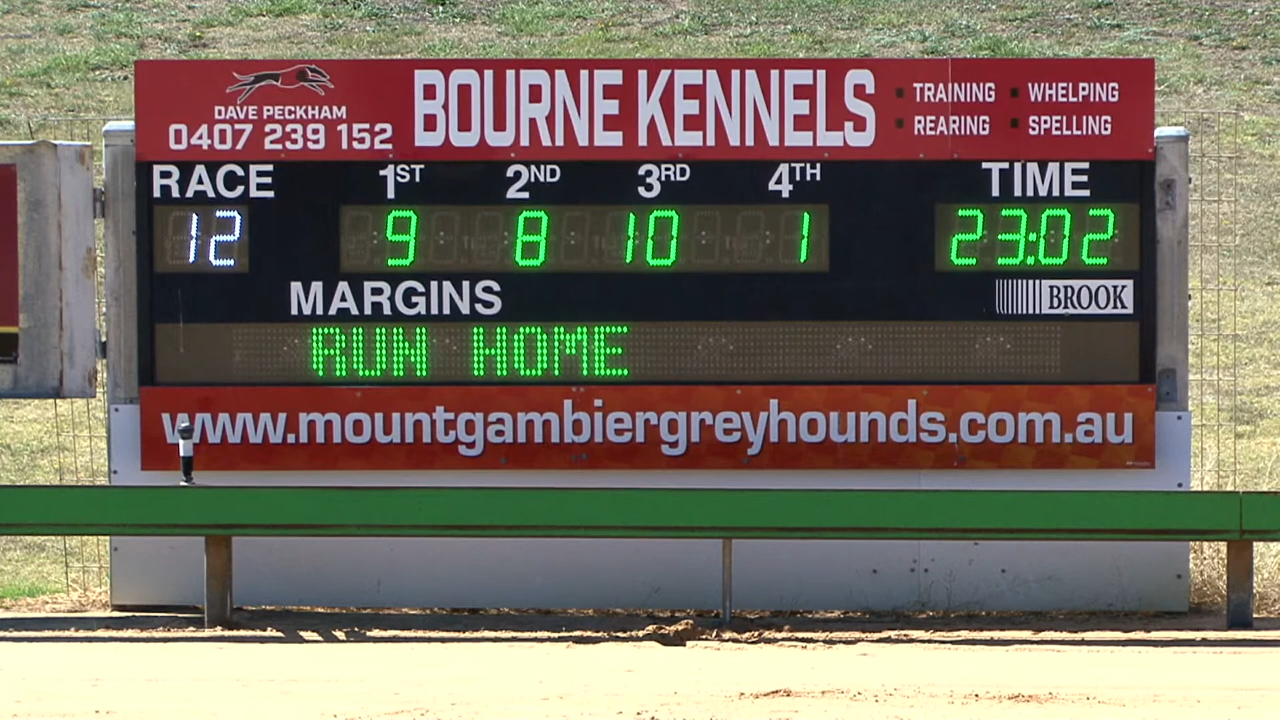 BOURNE KENNELS
DAVE PECKHAM
0407 239 152
TRAINING WHELPING
REARING SPELLING
RACE 1ST 2ND 3RD 4TH TIME
12 9 8 10 1 23:02
MARGINS BROOK
RUN HOME
www.mountgambiergreyhounds.com.au